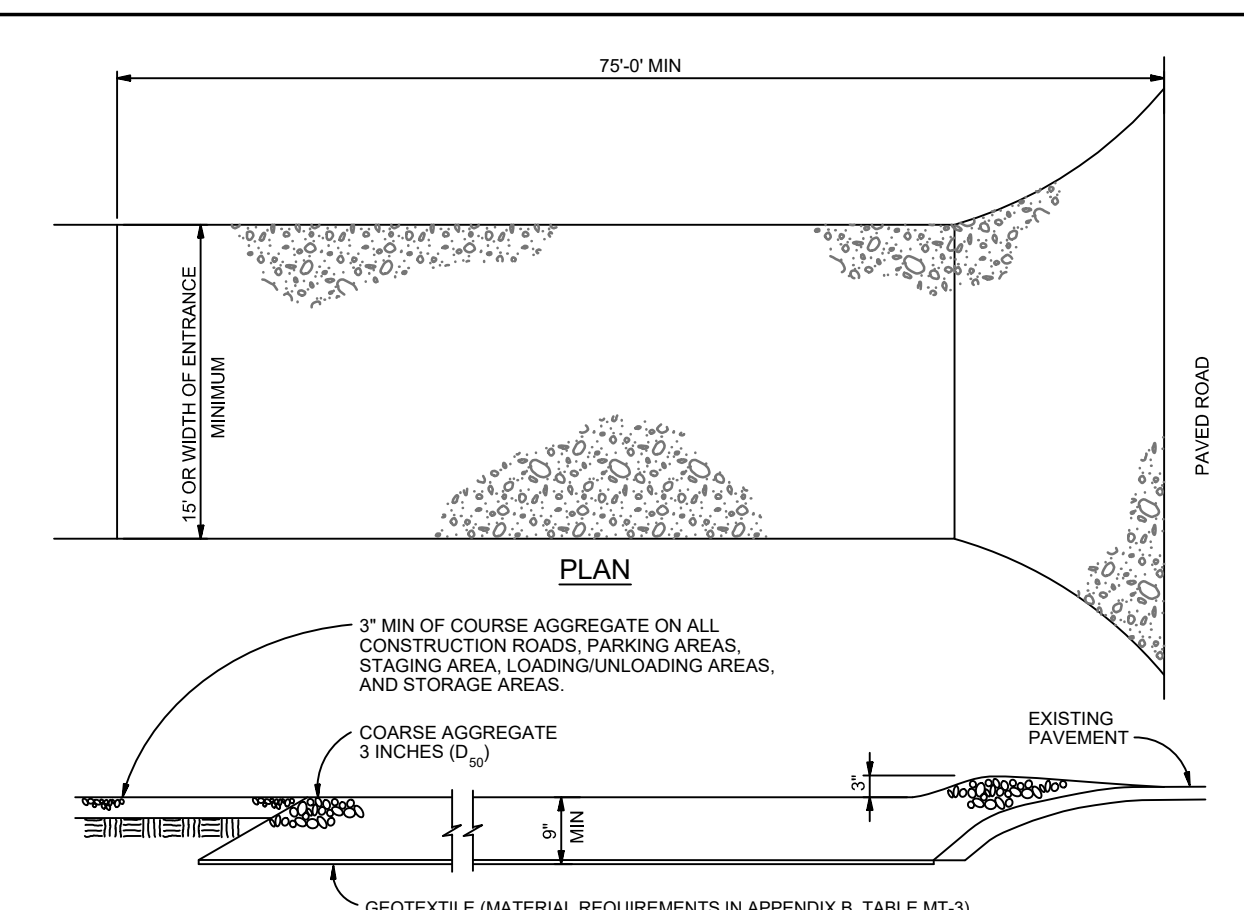 75'-0' MIN
15' OR WIDTH OF ENTRANCE
MINIMUM
PAVED ROAD
PLAN
3" MIN OF COURSE AGGREGATE ON ALL
CONSTRUCTION ROADS, PARKING AREAS,
STAGING AREA, LOADING/UNLOADING AREAS,
AND STORAGE AREAS.
COARSE AGGREGATE
3 INCHES (D50)
EXISTING
PAVEMENT
3"
9"
MIN
GEOTEXTILE (MATERIAL REQUIREMENTS IN APPENDIX B, TABLE MT-3)